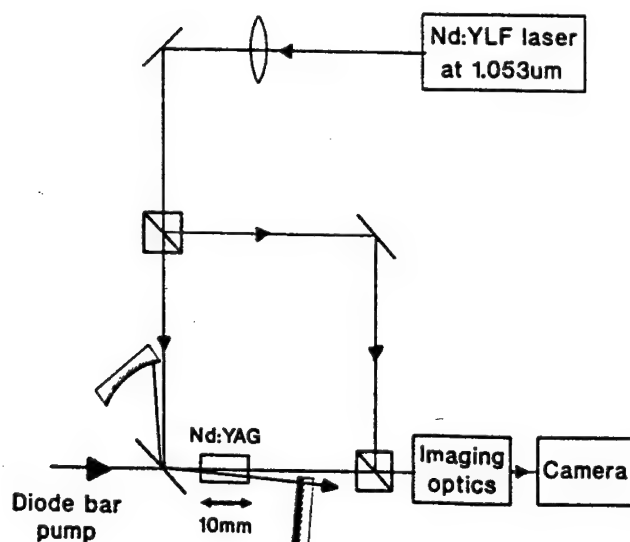 Nd:YLF laser
at 1.053um
Nd:YAG
10mm
Diode bar
pump
Imaging
optics
Camera